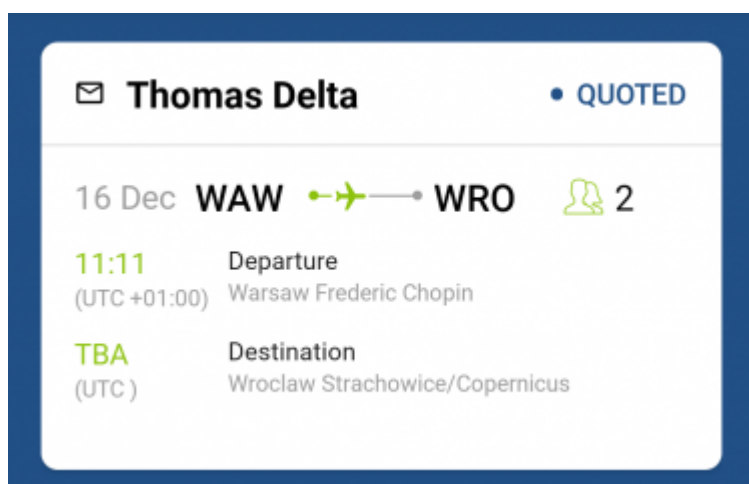 Thomas Delta • QUOTED
16 Dec WAW WRO 2
11:11 Departure
(UTC +01:00) Warsaw Frederic Chopin
TBA Destination
(UTC ) Wroclaw Strachowice/Copernicus